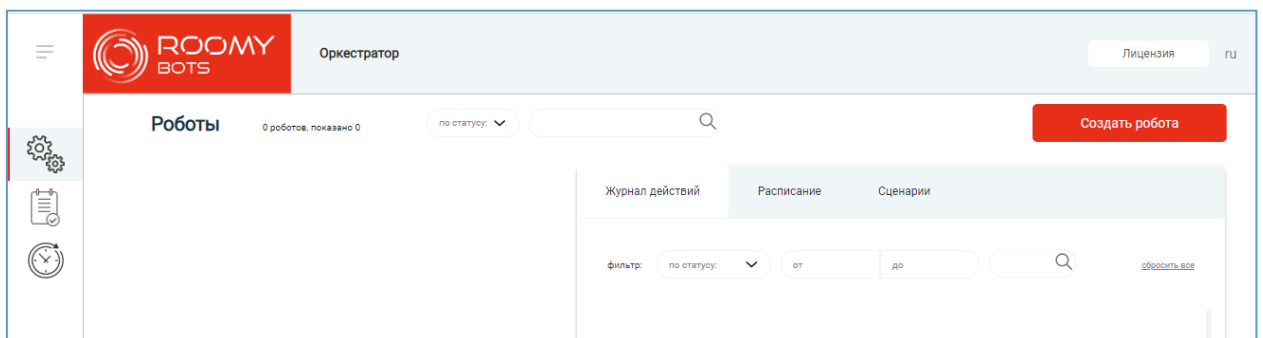 ROOMY
BOTS
Оркестратор
Лицензия
ru
Роботы
0 роботов, показано 0
по статусу:
Создать робота
Журнал действий
Расписание
Сценарии
фильтр:
по статусу:
от
до
сбросить все